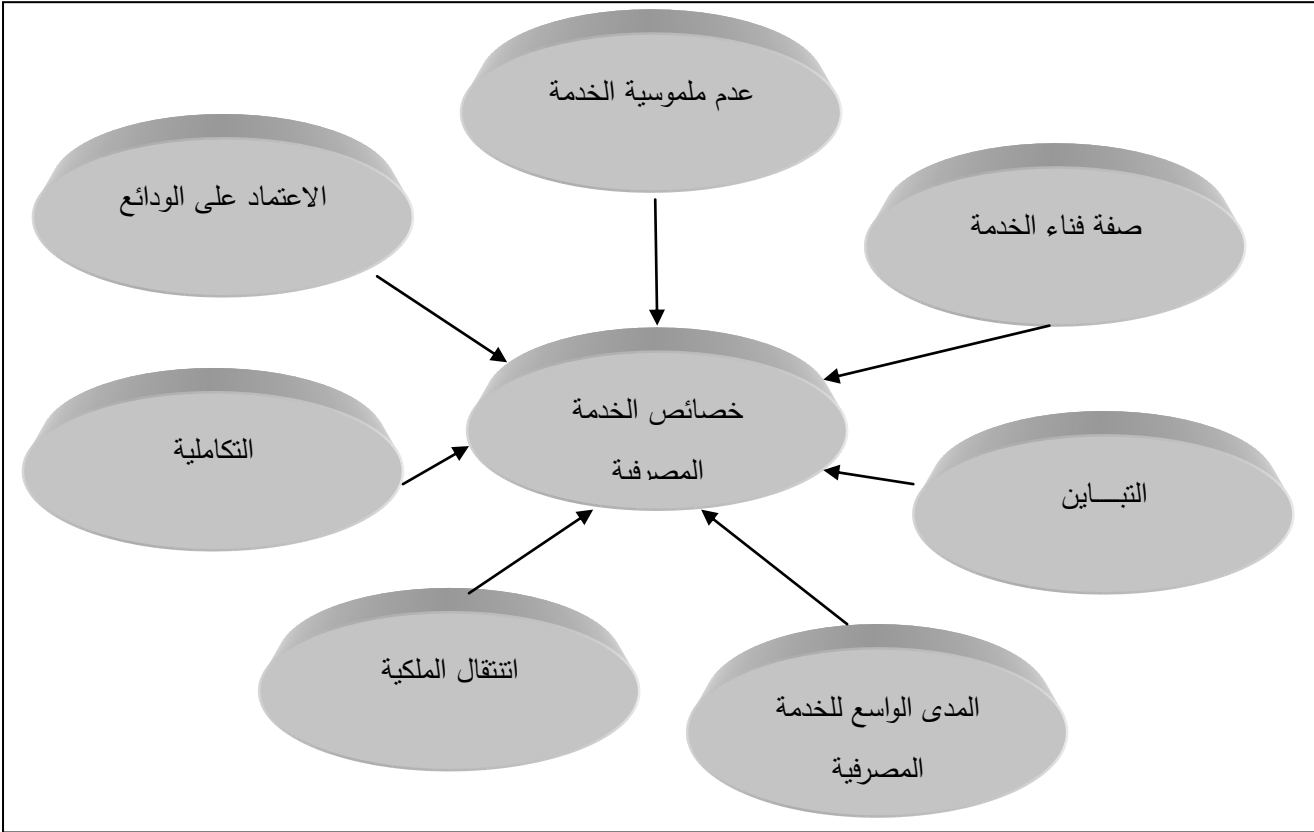 عدم ملموسية الخدمة
صفة فناء الخدمة
الاعتماد على الودائع
خصائص الخدمة
المصرفية
التكاملية
التبـــاين
اتنتقال الملكية
المدى الواسع للخدمة
المصرفية